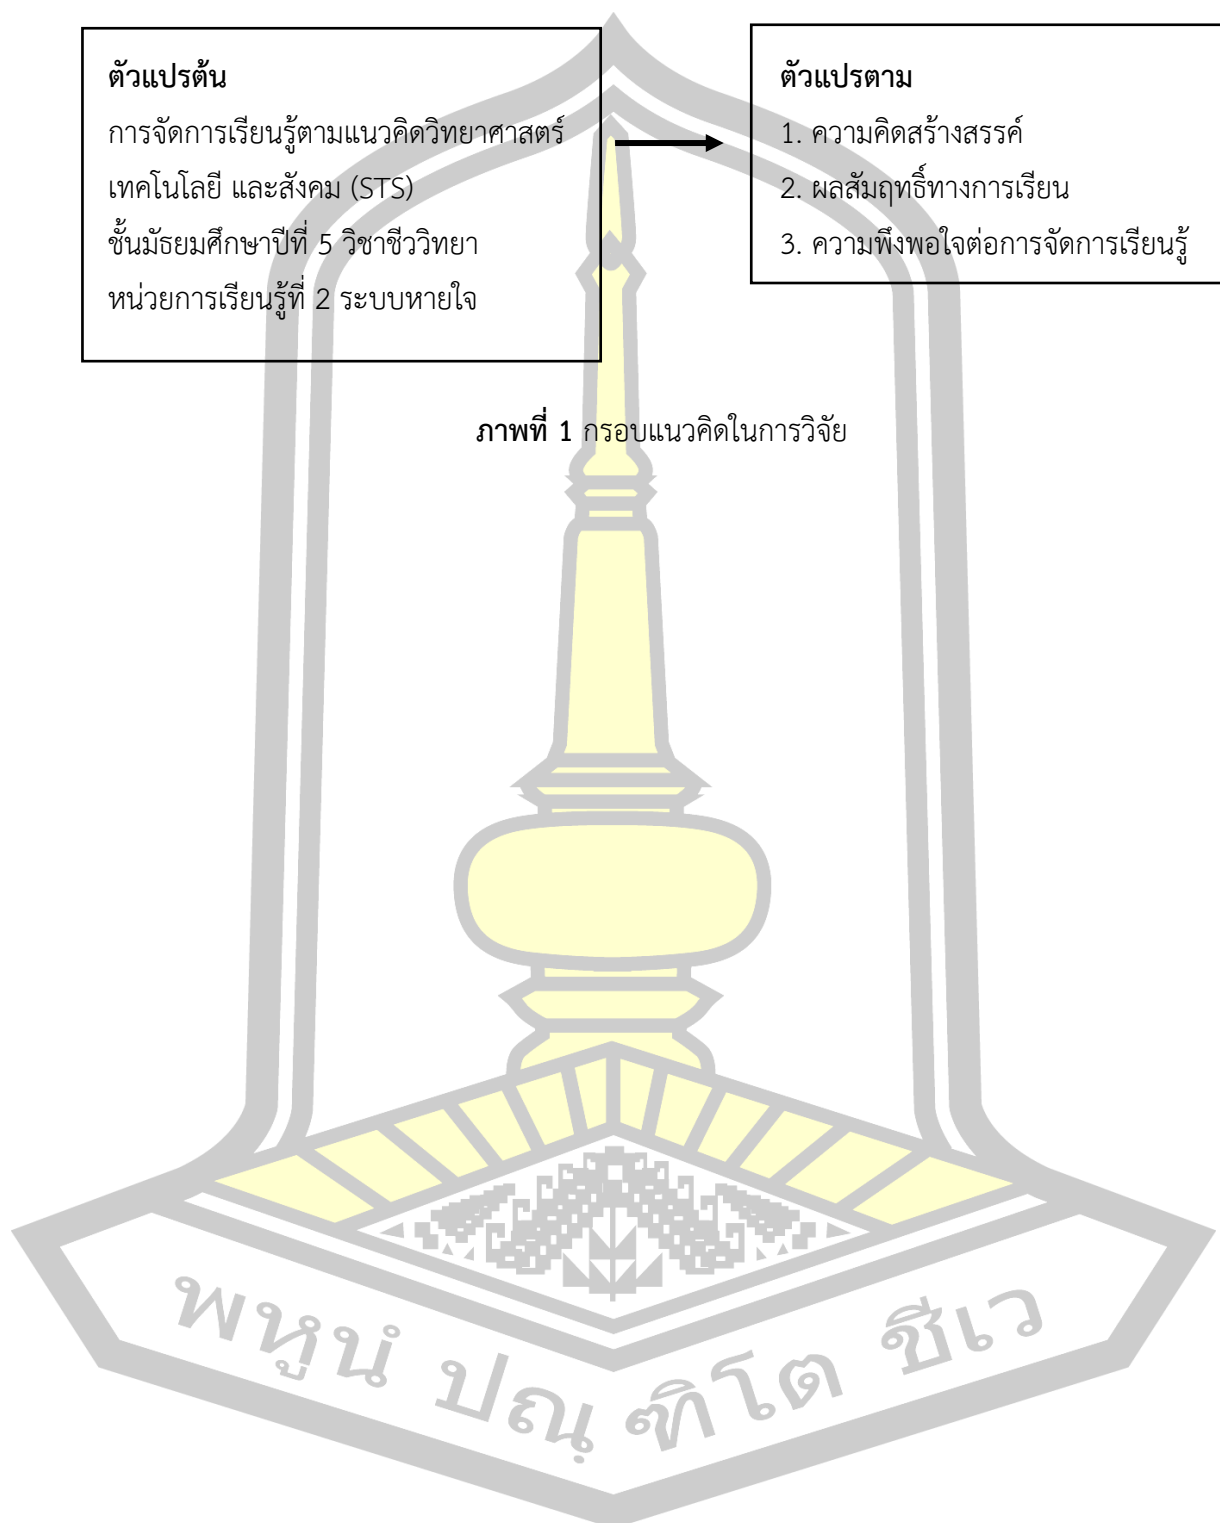 ตัวแปรต้น
การจัดการเรียนรู้ตามแนวคิดวิทยาศาสตร์
เทคโนโลยี และสังคม (STS)
ชั้นมัธยมศึกษาปีที่ 5 วิชาชีววิทยา
หน่วยการเรียนรู้ที่ 2 ระบบหายใจ
ตัวแปรตาม
1. ความคิดสร้างสรรค์
2. ผลสัมฤทธิ์ทางการเรียน
3. ความพึงพอใจต่อการจัดการเรียนรู้
ภาพที่ 1 กรอบแนวคิดในการวิจัย
พหูนํ ปณฺฑิโต ชีเว